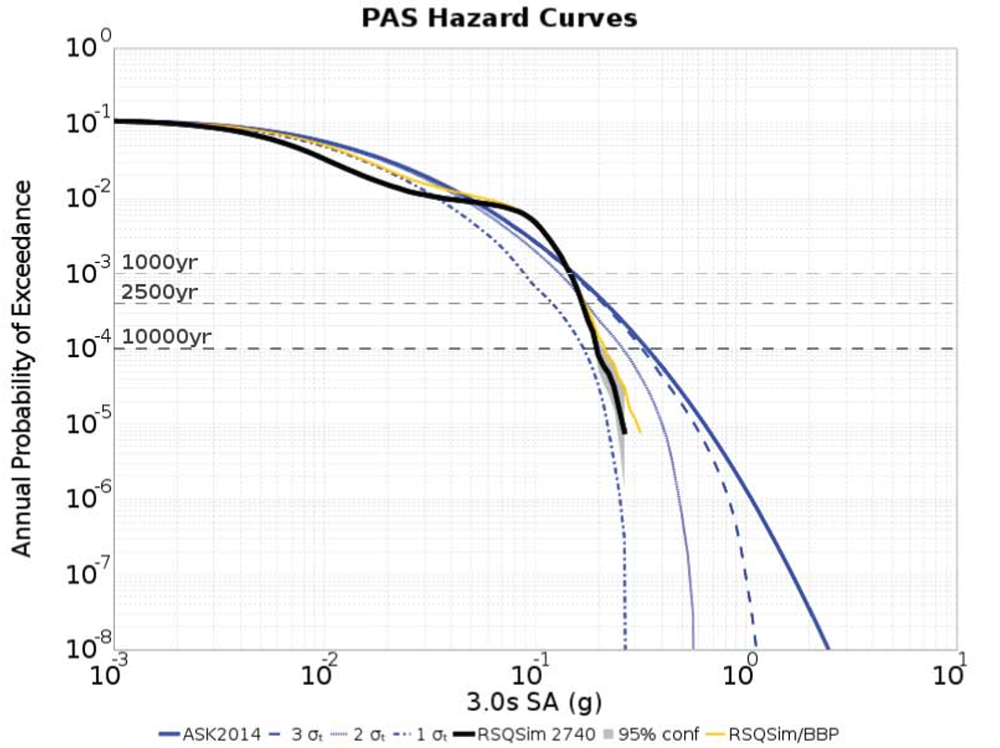 PAS Hazard Curves
Annual Probability of Exceedance
10^0
10^-1
10^-2
10^-3
10^-4
10^-5
10^-6
10^-7
10^-8
1000yr
2500yr
10000yr
10^-3 10^-2 10^-1 10^0 10^1
3.0s SA (g)
ASK2014 3 σₜ 2 σₜ 1 σₜ RSQSim 2740 95% conf RSQSim/BBP